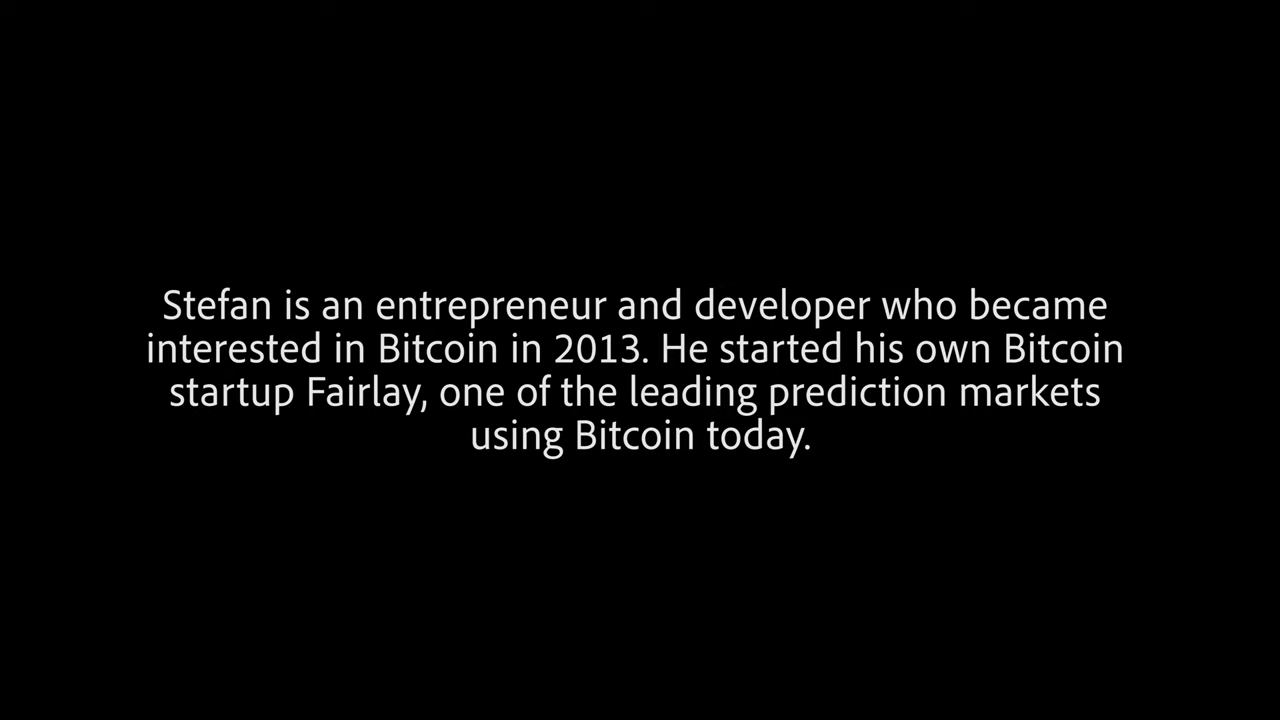 Stefan is an entrepreneur and developer who became
interested in Bitcoin in 2013. He started his own Bitcoin
startup Fairlay, one of the leading prediction markets
using Bitcoin today.